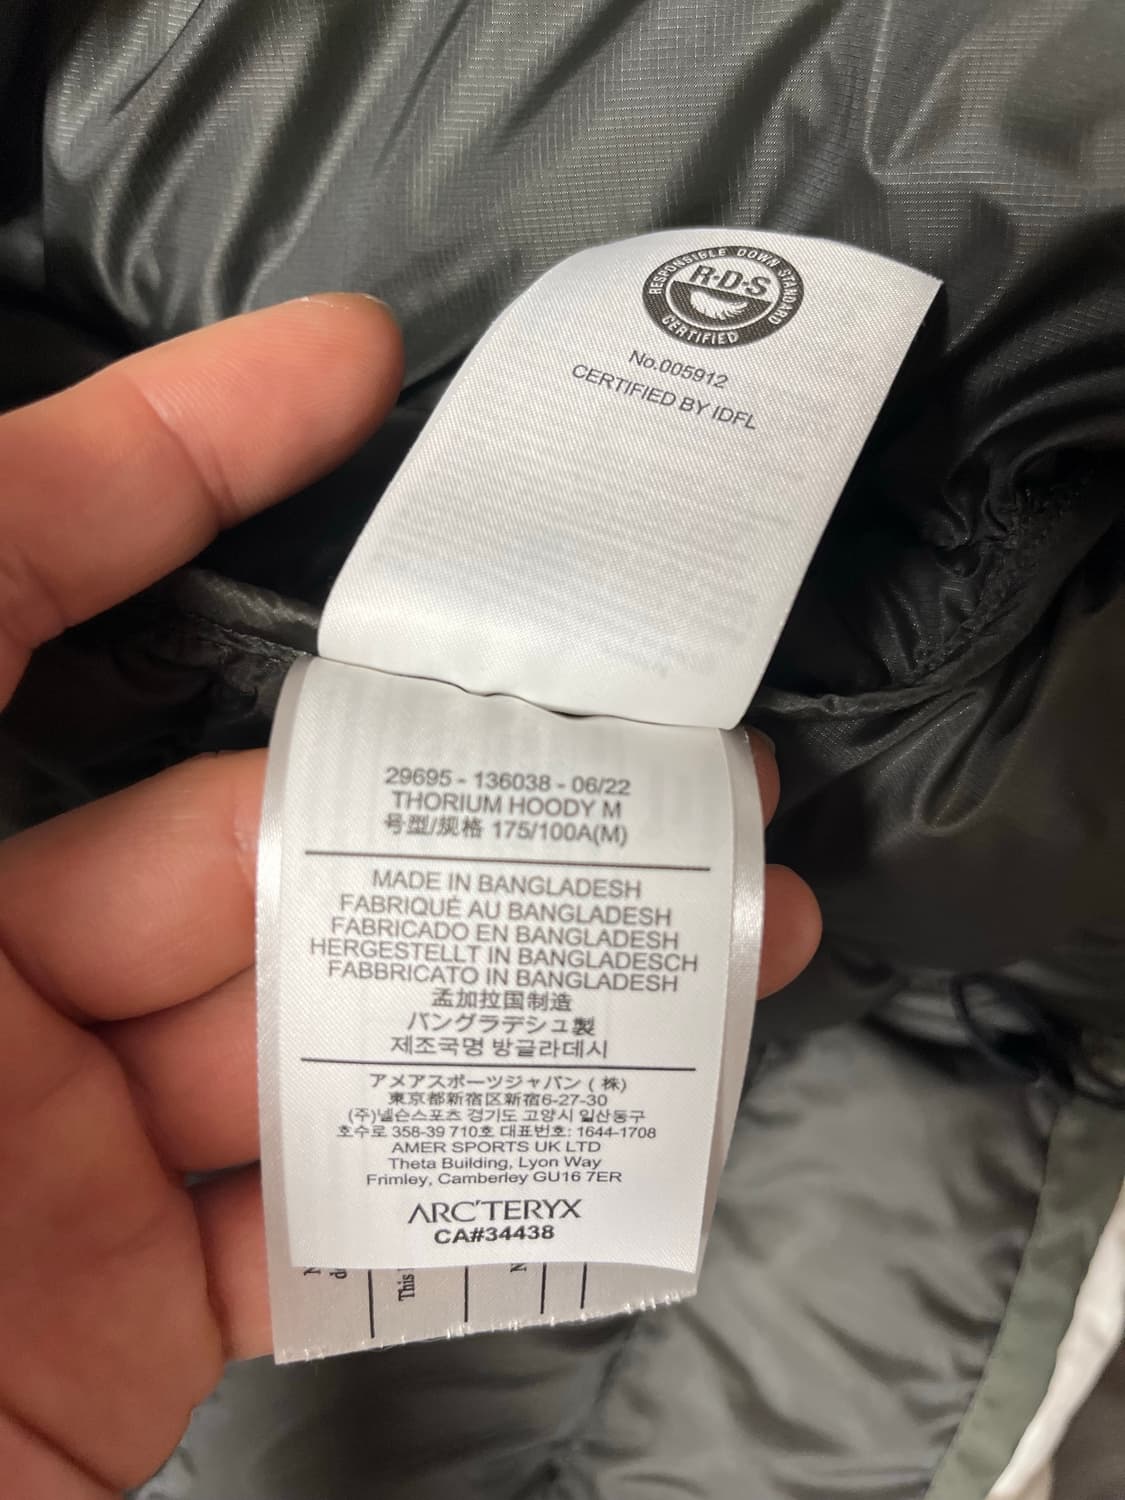 RESPONSIBLE DOWN STANDARD
R·D·S
CERTIFIED
No.005912
CERTIFIED BY IDFL
29695 - 136038 - 06/22
THORIUM HOODY M
号型/规格 175/100A(M)
MADE IN BANGLADESH
FABRIQUÉ AU BANGLADESH
FABRICADO EN BANGLADESH
HERGESTELLT IN BANGLADESCH
FABBRICATO IN BANGLADESH
孟加拉国制造
バングラデシュ製
제조국명 방글라데시
アメアスポーツジャパン (株)
東京都新宿区新宿6-27-30
(주)넬슨스포츠 경기도 고양시 일산동구
호수로 358-39 710호 대표번호: 1644-1708
AMER SPORTS UK LTD
Theta Building, Lyon Way
Frimley, Camberley GU16 7ER
ARC'TERYX
CA#34438
This